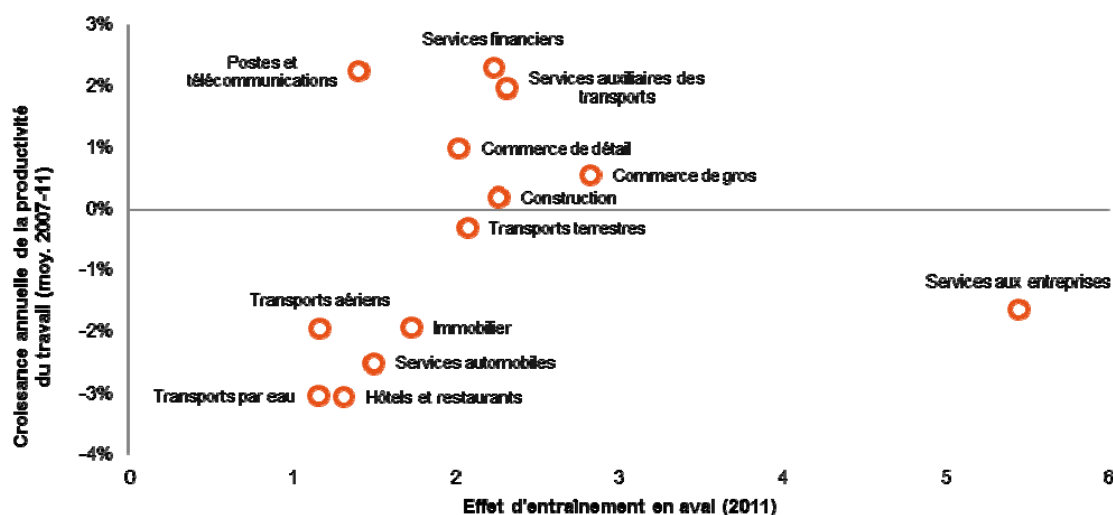 Croissance annuelle de la productivité
du travail (moy. 2007-11)
3%
2%
1%
0%
-1%
-2%
-3%
-4%
Services financiers
Postes et
télécommunications
Services auxiliaires des
transports
Commerce de détail
Commerce de gros
Construction
Transports terrestres
Services aux entreprises
Transports aériens
Immobilier
Services automobiles
Transports par eau
Hôtels et restaurants
0
1
2
3
4
5
6
Effet d'entraînement en aval (2011)